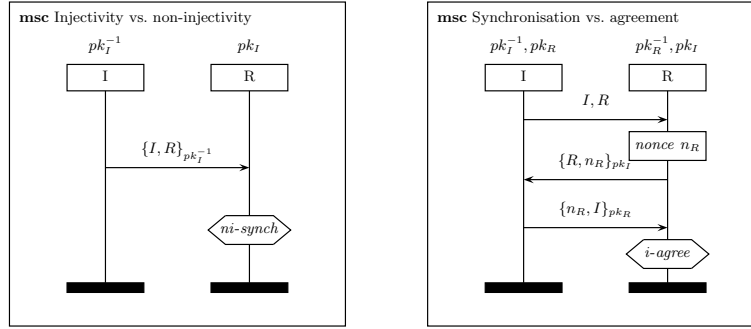 msc Injectivity vs. non-injectivity
pk_I^{-1}
pk_I
I
R
{I, R}_{pk_I^{-1}}
ni-synch
msc Synchronisation vs. agreement
pk_I^{-1}, pk_R
pk_R^{-1}, pk_I
I
R
I, R
nonce n_R
{R, n_R}_{pk_I}
{n_R, I}_{pk_R}
i-agree